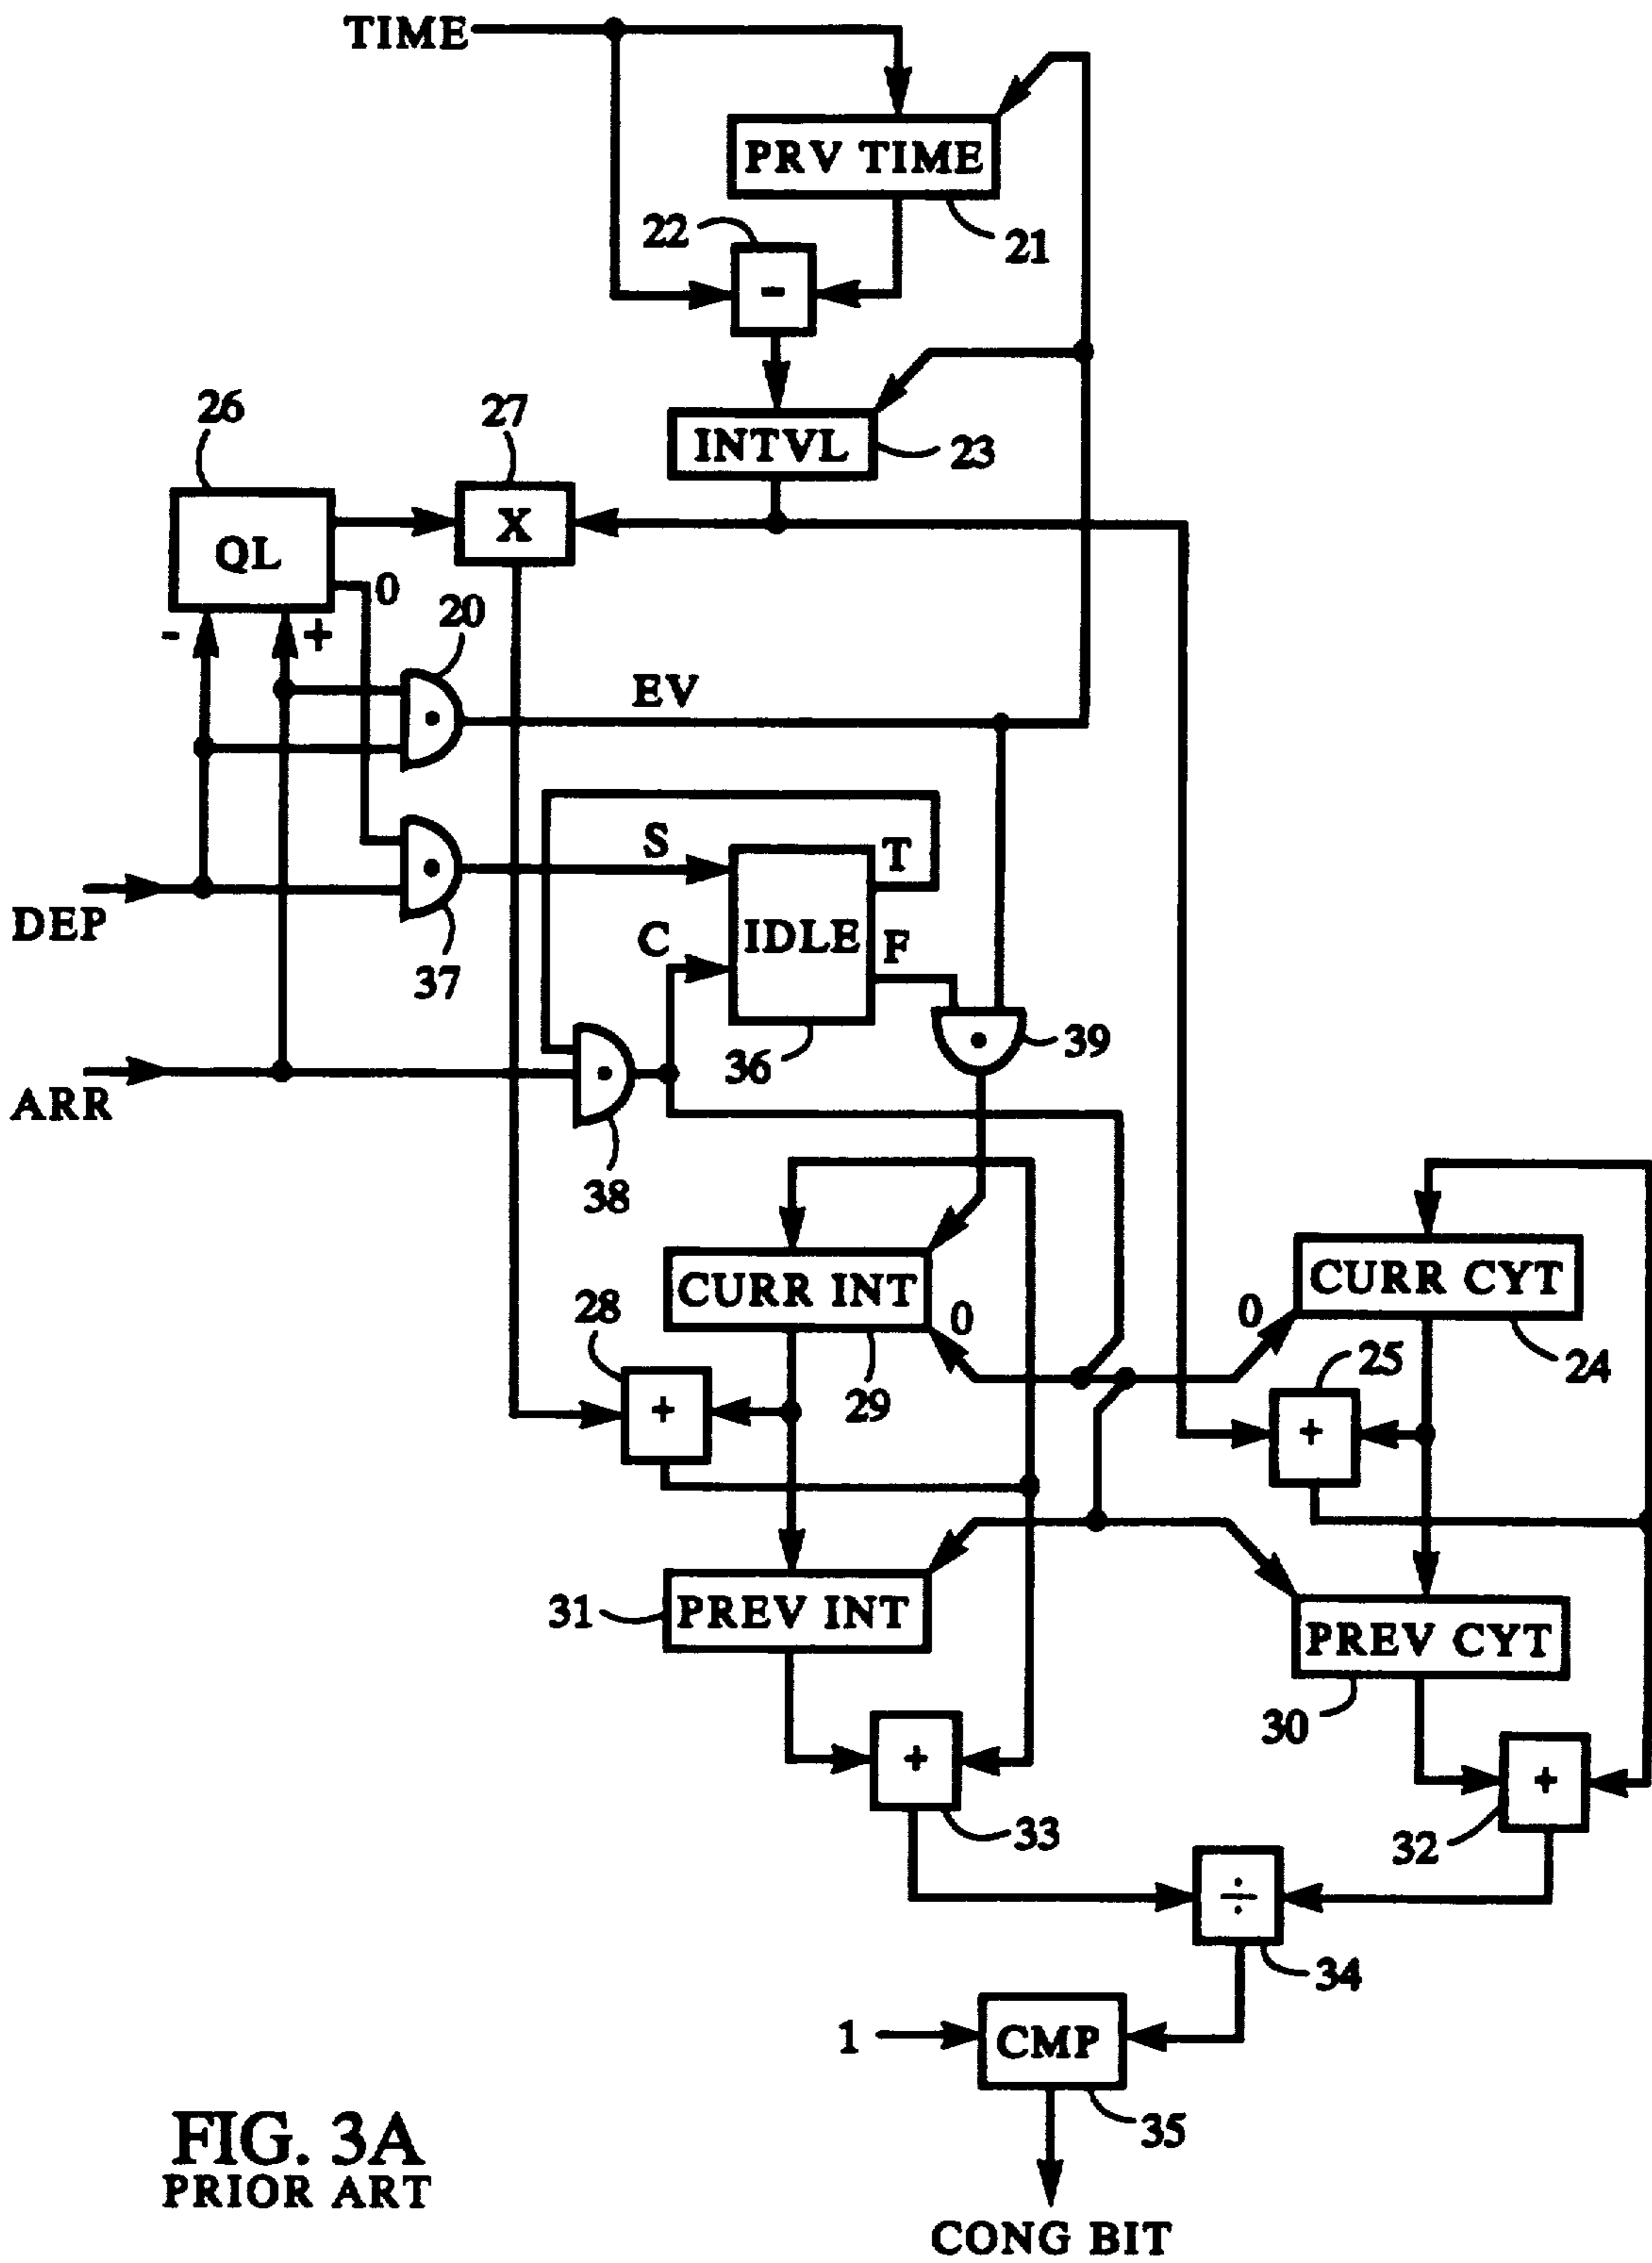 TIME
PRV TIME
22
21
-
26
27
INTVL
23
QL
X
0
- +
20
EV
S
T
DEP
IDLE
C
F
37
39
36
ARR
38
CURR INT
CURR CYT
28
0
0
25
24
+
29
+
31
PREV INT
PREV CYT
30
+
+
33
32
÷
34
1
CMP
35
FIG. 3A
PRIOR ART
CONG BIT